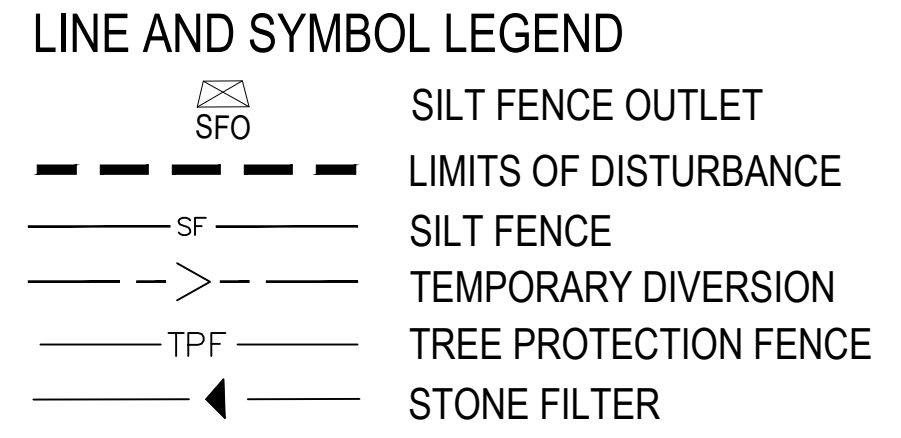 LINE AND SYMBOL LEGEND
SFO SILT FENCE OUTLET
LIMITS OF DISTURBANCE
SF SILT FENCE
TEMPORARY DIVERSION
TPF TREE PROTECTION FENCE
STONE FILTER